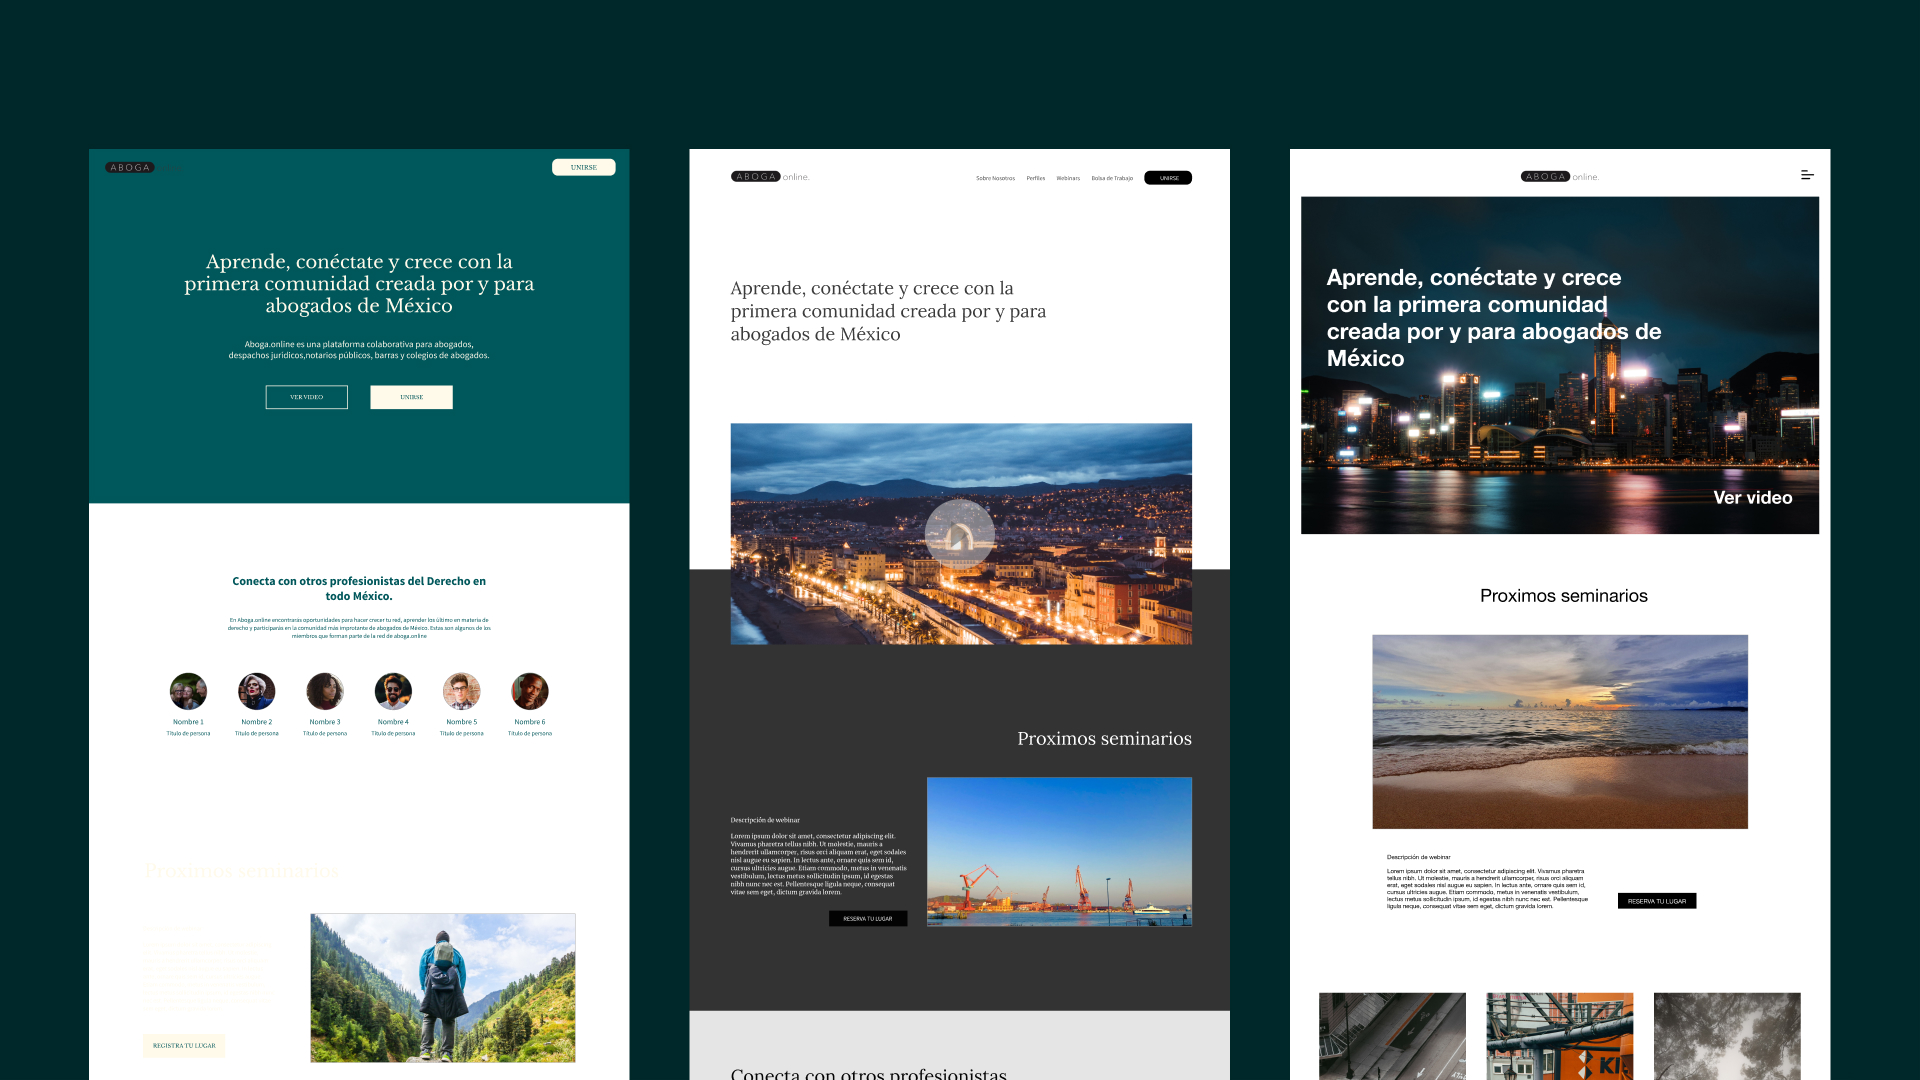 ABOGA
UNIRSE
Aprende, conéctate y crece con la
primera comunidad creada por y para
abogados de México
Aboga.online es una plataforma colaborativa para abogados,
despachos juridicos,notarios públicos, barras y colegios de abogados.
VER VIDEO
UNIRSE
Conecta con otros profesionistas del Derecho en
todo México.
En Aboga.online encontraras oportunidades para hacer crecer tu red, aprender los último en materia de
derecho y participarás en la comunidad más improtante de abogados de México. Estas son algunos de los
miembros que forman parte de la red de aboga.online
Nombre 1
Título de persona
Nombre 2
Título de persona
Nombre 3
Título de persona
Nombre 4
Título de persona
Nombre 5
Título de persona
Nombre 6
Título de persona
Proximos seminarios
REGISTRA TU LUGAR
ABOGA online.
Sobre Nosotros
Perfiles
Webinars
Bolsa de Trabajo
UNIRSE
Aprende, conéctate y crece con la
primera comunidad creada por y para
abogados de México
Proximos seminarios
Descripción de webinar
Lorem ipsum dolor sit amet, consectetur adipiscing elit.
Vivamus pharetra tellus nibh. Ut molestie, mauris a
hendrerit ullamcorper, risus orci aliquam erat, eget sodales
nisl augue eu sapien. In lectus ante, ornare quis sem id,
cursus ultricies augue. Etiam commodo, metus in venenatis
vestibulum, lectus metus sollicitudin ipsum, id egestas
nibh nunc nec est. Pellentesque ligula neque, consequat
vitae sem eget, dictum gravida lorem.
RESERVA TU LUGAR
Conecta con otros profesionistas
ABOGA online.
Aprende, conéctate y crece
con la primera comunidad
creada por y para abogados de
México
Ver video
Proximos seminarios
Descripción de webinar
Lorem ipsum dolor sit amet, consectetur adipiscing elit. Vivamus pharetra
tellus nibh. Ut molestie, mauris a hendrerit ullamcorper, risus orci aliquam
erat, eget sodales nisl augue eu sapien. In lectus ante, ornare quis sem id,
cursus ultricies augue. Etiam commodo, metus in venenatis vestibulum,
lectus metus sollicitudin ipsum, id egestas nibh nunc nec est. Pellentesque
ligula neque, consequat vitae sem eget, dictum gravida lorem.
RESERVA TU LUGAR
KI